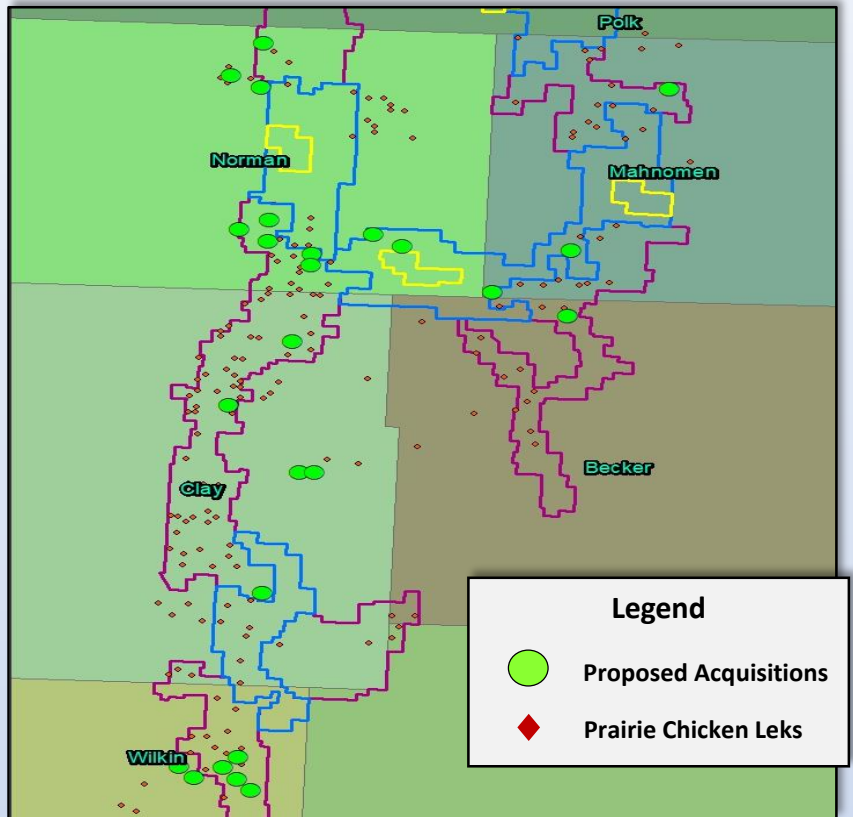 Polk
Norman
Mahnomen
Becker
Clay
Legend
Proposed Acquisitions
Prairie Chicken Leks
Wilkin